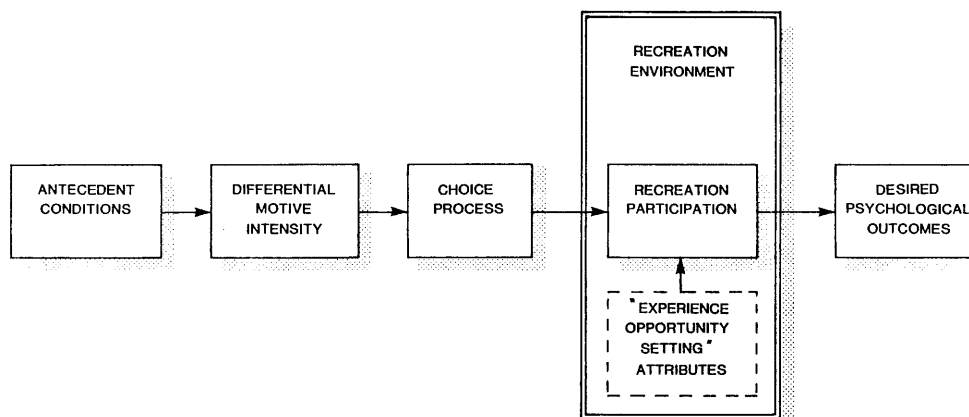 ANTECEDENT
CONDITIONS
DIFFERENTIAL
MOTIVE
INTENSITY
CHOICE
PROCESS
RECREATION
ENVIRONMENT
RECREATION
PARTICIPATION
"EXPERIENCE
OPPORTUNITY
SETTING"
ATTRIBUTES
DESIRED
PSYCHOLOGICAL
OUTCOMES